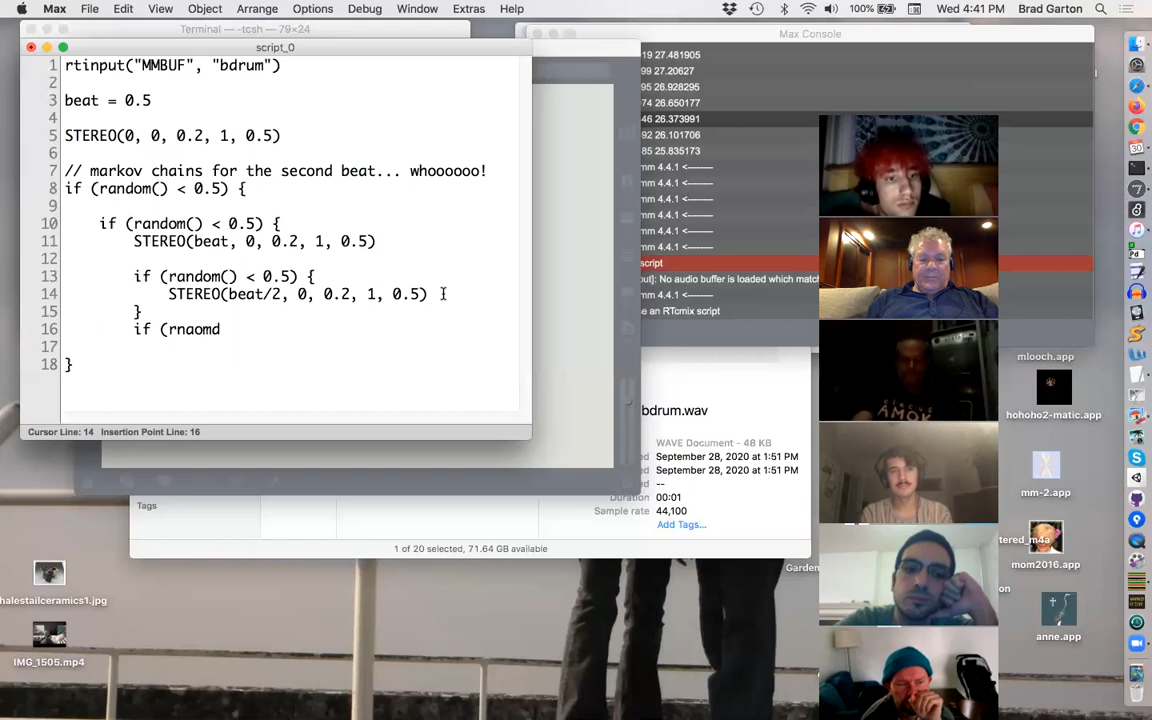 Max File Edit View Object Arrange Options Debug Window Extras Help 100% Wed 4:41 PM Brad Garton
Terminal — -tcsh — 79×24
Max Console
script_0
1 rtinput("MMBUF", "bdrum")
2
3 beat = 0.5
4
5 STEREO(0, 0, 0.2, 1, 0.5)
6
7 // markov chains for the second beat... whoooooo!
8 if (random() < 0.5) {
9
10 if (random() < 0.5) {
11 STEREO(beat, 0, 0.2, 1, 0.5)
12
13 if (random() < 0.5) {
14 STEREO(beat/2, 0, 0.2, 1, 0.5)
15 }
16 if (rnaomd
17
18 }
Cursor Line: 14 Insertion Point Line: 16
19 27.481905
99 27.20627
95 26.928295
74 26.650177
46 26.373991
92 26.101706
85 25.835173
mm 4.4.1 <--------
mm 4.4.1 <--------
mm 4.4.1 <--------
mm 4.4.1 <--------
mm 4.4.1 <--------
mm 4.4.1 <--------
script
out]: No audio buffer is loaded which match
mm 4.4.1 <--------
e an RTcmix script
bdrum.wav
WAVE Document - 48 KB
September 28, 2020 at 1:51 PM
September 28, 2020 at 1:51 PM
--
Duration 00:01
Sample rate 44,100
Add Tags...
Tags
1 of 20 selected, 71.64 GB available
Garden
CIRCUS
AMOK
mlooch.app
hohoho2-matic.app
mm-2.app
tered_m4a
mom2016.app
on
anne.app
30
Pd
halestailceramics1.jpg
IMG_1505.mp4